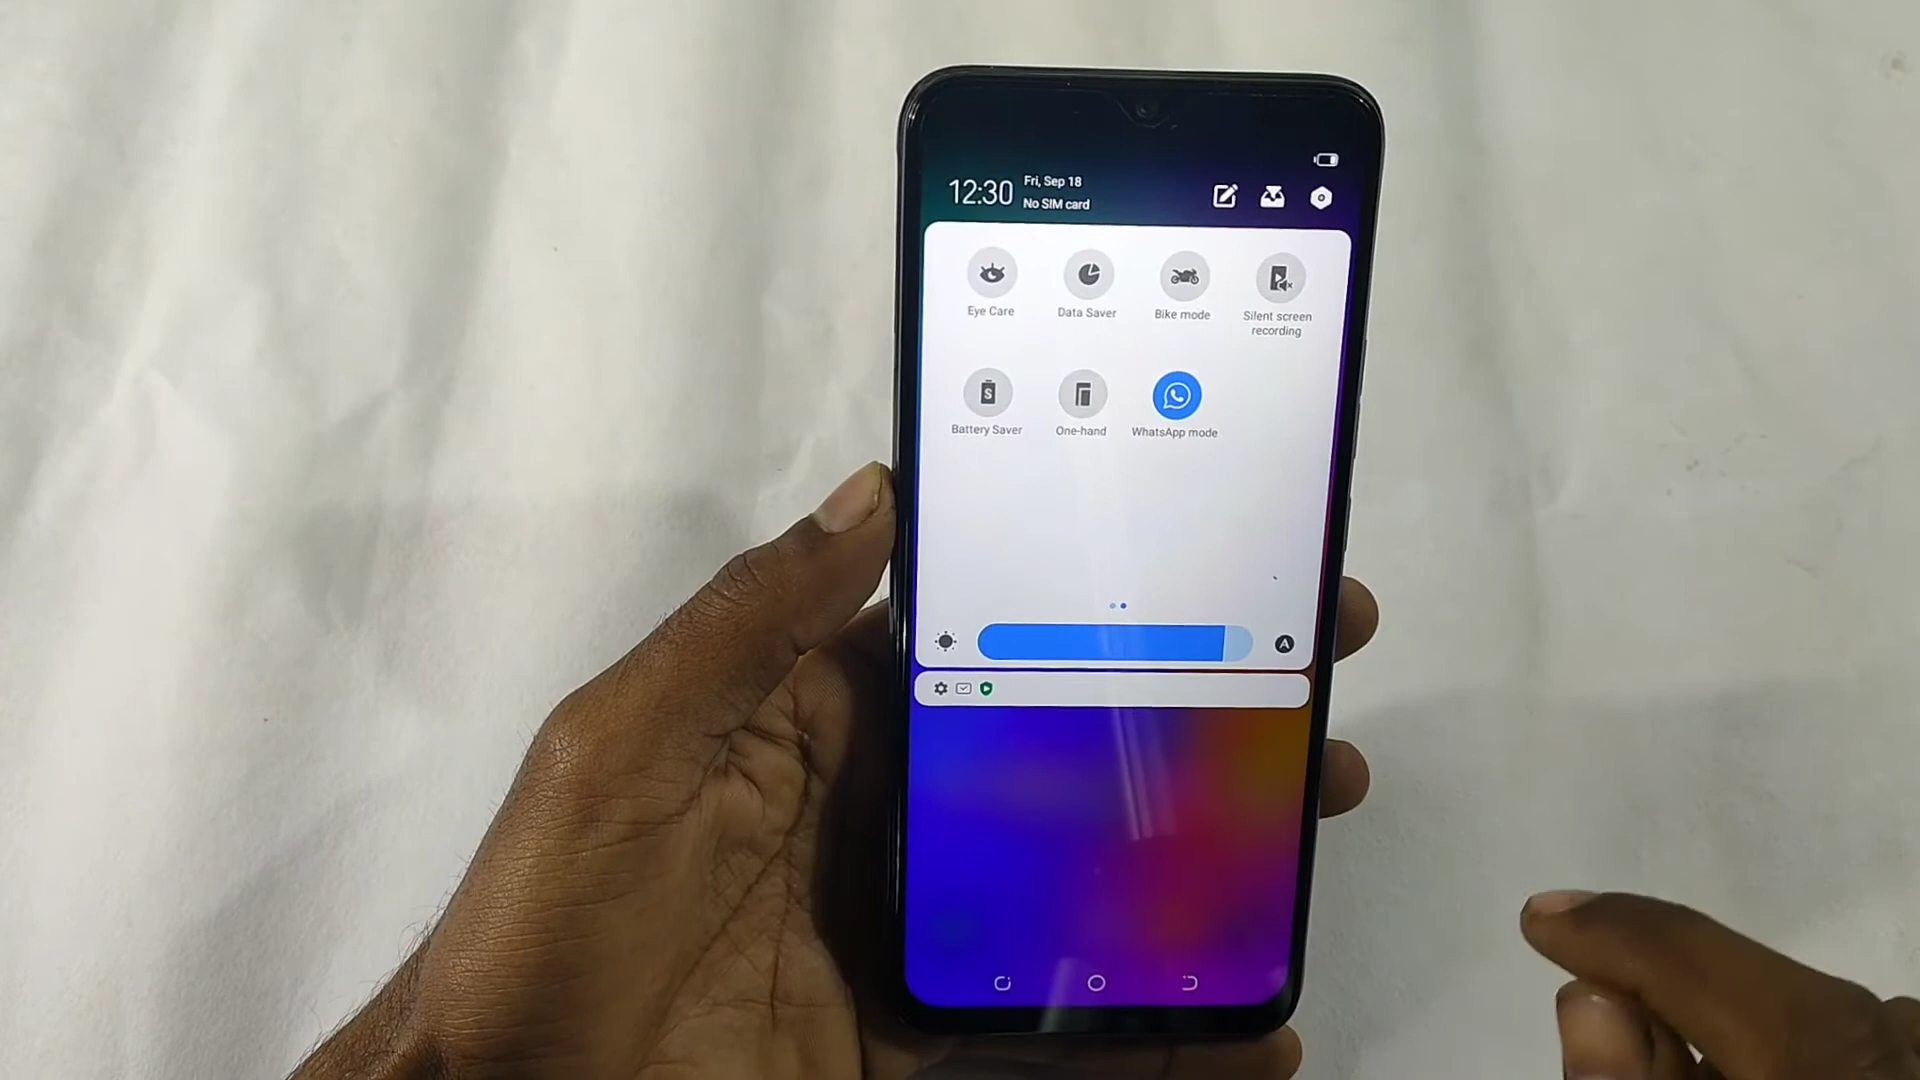 12:30
Fri, Sep 18
No SIM card
Eye Care
Data Saver
Bike mode
Silent screen
recording
Battery Saver
One-hand
WhatsApp mode